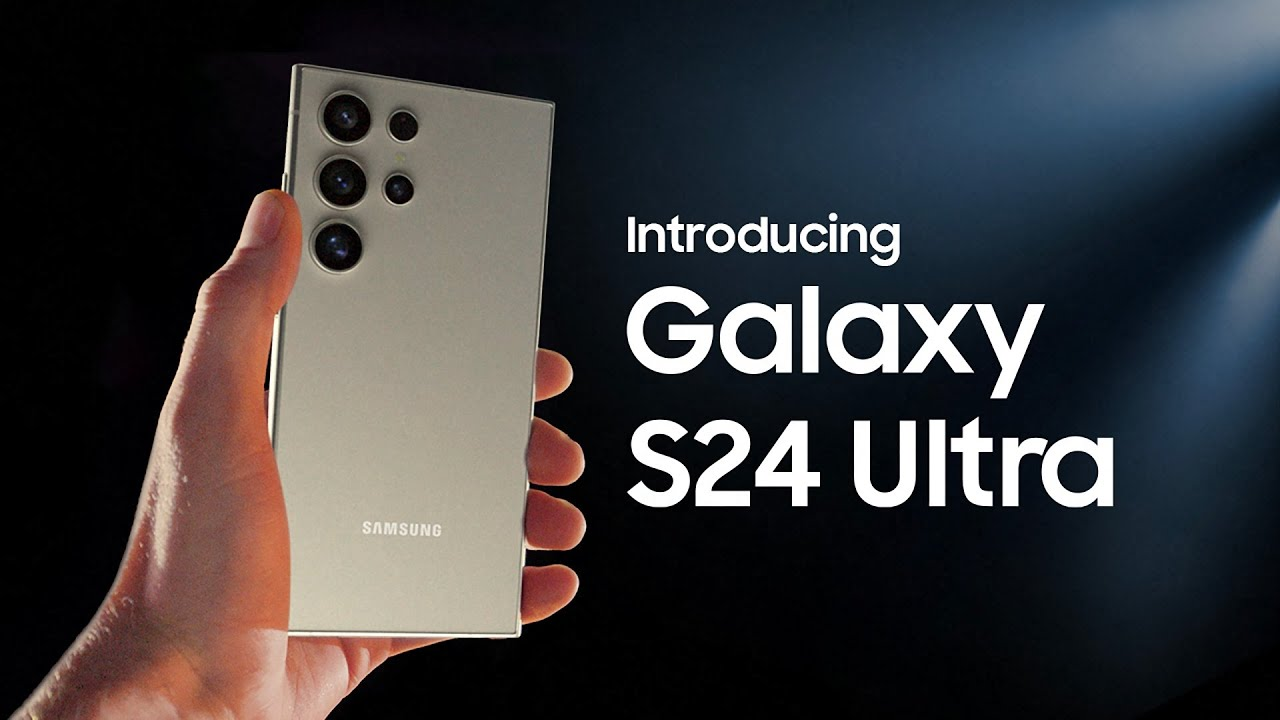 Introducing
Galaxy
S24 Ultra
SAMSUNG